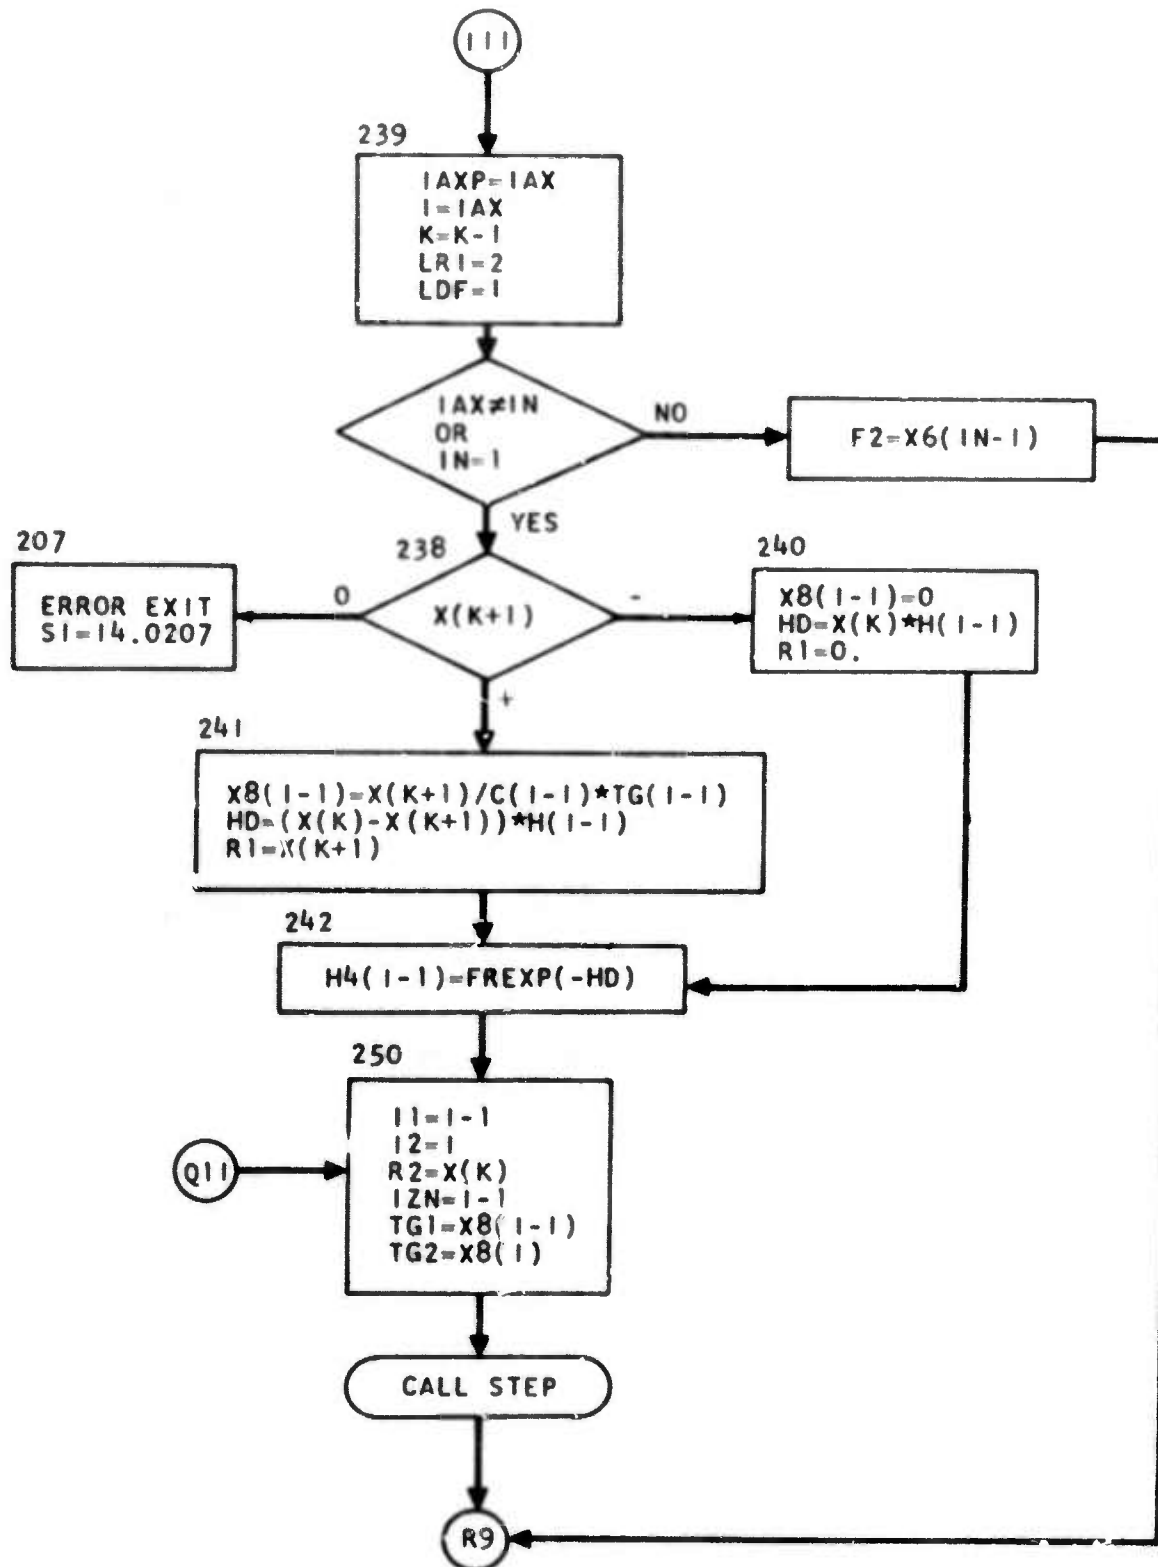 III
239
IAXP=IAX
I=IAX
K=K-1
LR1=2
LDF=1
IAX≠IN
OR
IN=1
NO
F2=X6(IN-1)
YES
207
ERROR EXIT
S1=14.0207
0
238
X(K+1)
-
240
X8(I-1)=0
HD=X(K)*H(I-1)
R1=0.
+
241
X8(I-1)=X(K+1)/C(I-1)*TG(I-1)
HD=(X(K)-X(K+1))*H(I-1)
R1=X(K+1)
242
H4(I-1)=FREXP(-HD)
250
I1=I-1
I2=I
R2=X(K)
IZN=I-1
TG1=X8(I-1)
TG2=X8(I)
Q11
CALL STEP
R9